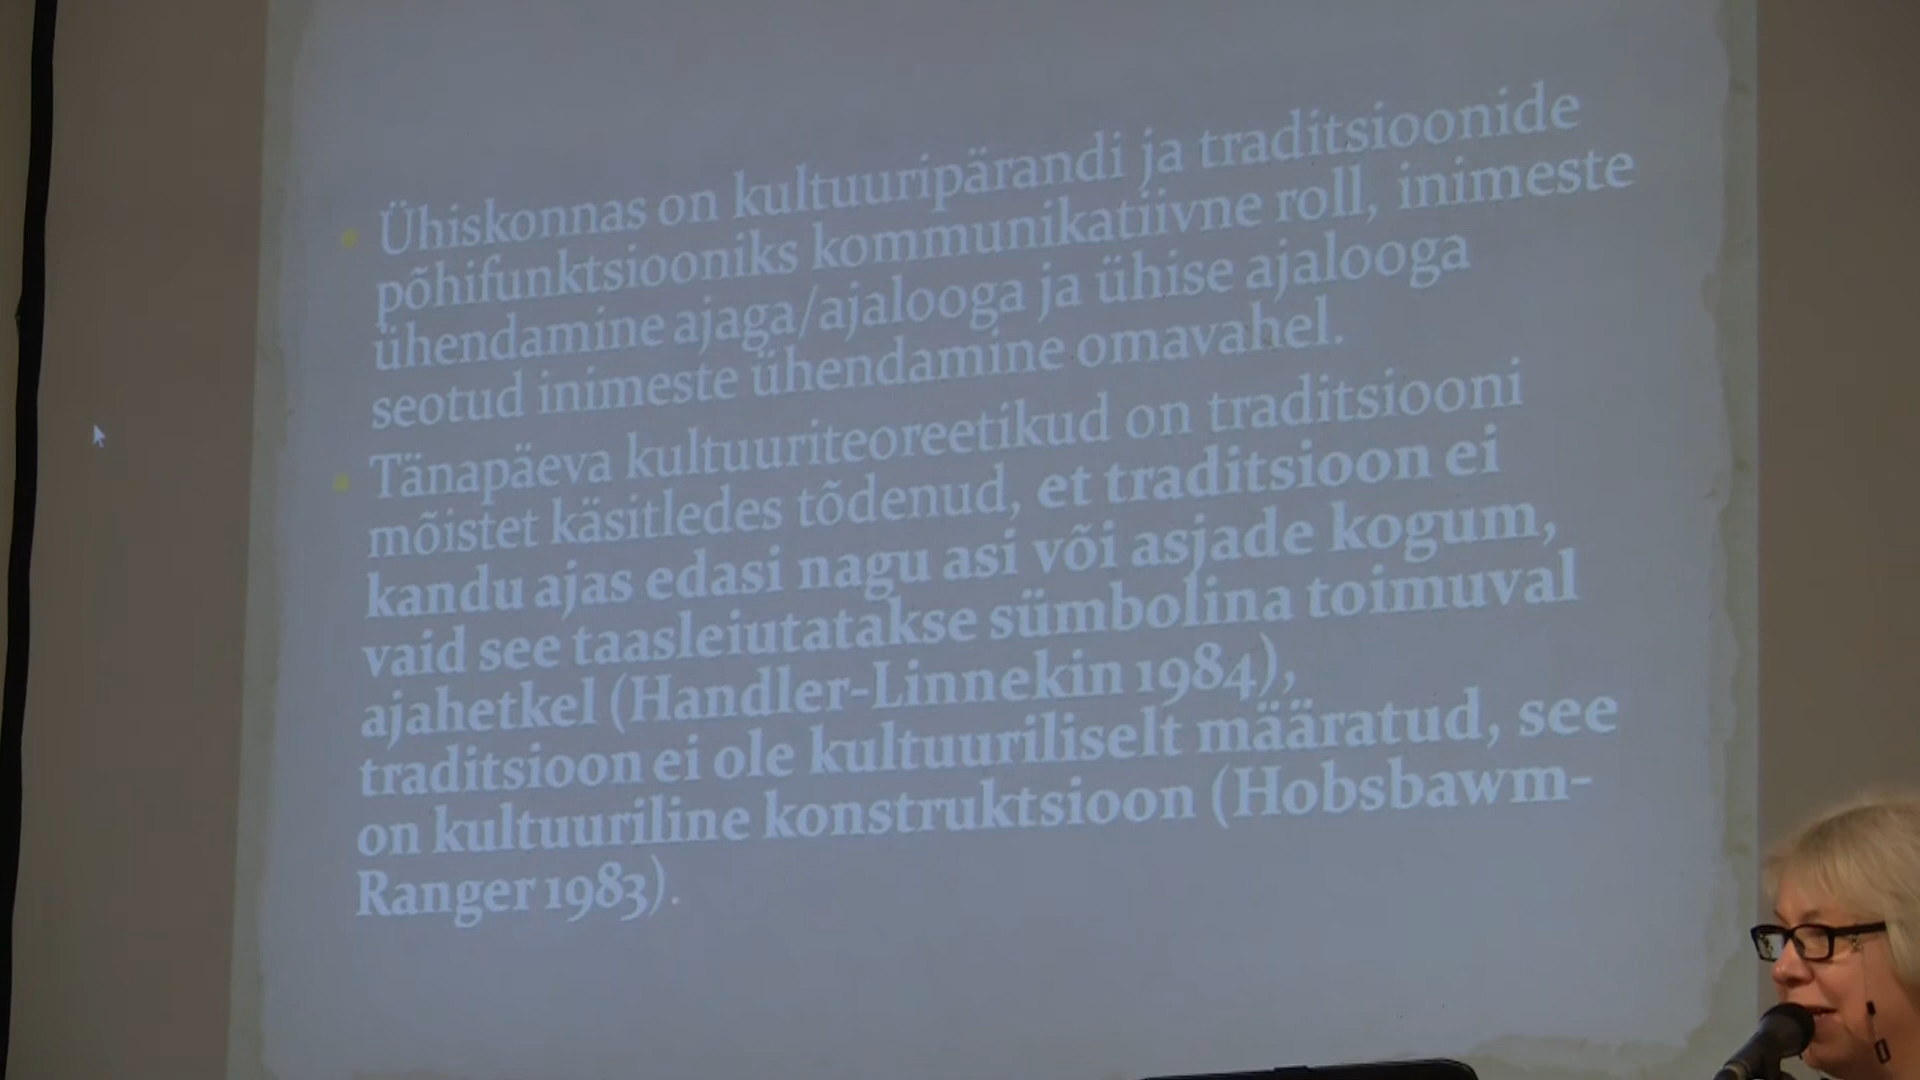 • Ühiskonnas on kultuuripärandi ja traditsioonide
põhifunktsiooniks kommunikatiivne roll, inimeste
ühendamine ajaga/ajalooga ja ühise ajalooga
seotud inimeste ühendamine omavahel.
• Tänapäeva kultuuriteoreetikud on traditsiooni
mõistet käsitledes tõdenud, et traditsioon ei
kandu ajas edasi nagu asi või asjade kogum,
vaid see taasleiutatakse sümbolina toimuval
ajahetkel (Handler-Linnekin 1984),
traditsioon ei ole kultuuriliselt määratud, see
on kultuuriline konstruktsioon (Hobsbawm-
Ranger 1983).